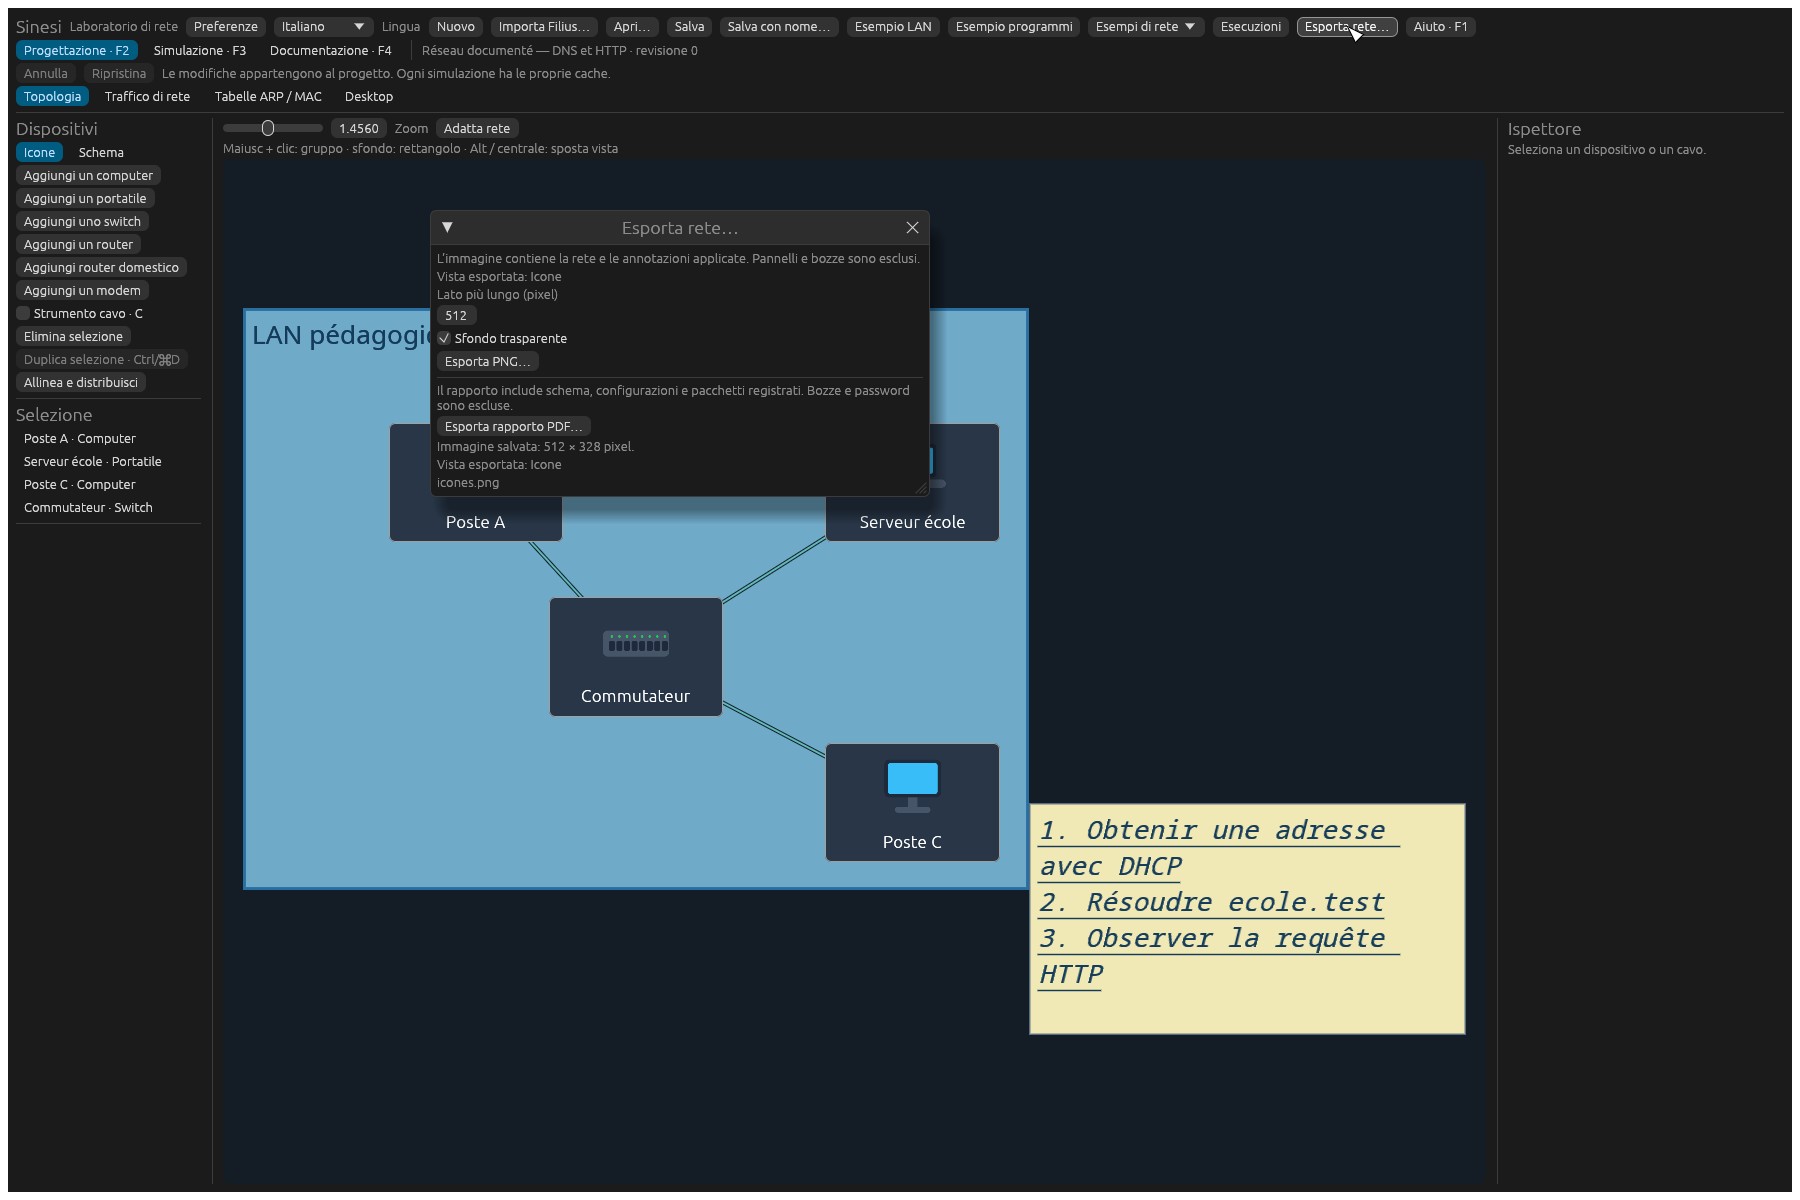 Sinesi Laboratorio di rete Preferenze Italiano Lingua Nuovo Importa Filius… Apri… Salva Salva con nome… Esempio LAN Esempio programmi Esempi di rete Esecuzioni Esporta rete… Aiuto · F1
Progettazione · F2 Simulazione · F3 Documentazione · F4 Réseau documenté — DNS et HTTP · revisione 0
Annulla Ripristina Le modifiche appartengono al progetto. Ogni simulazione ha le proprie cache.
Topologia Traffico di rete Tabelle ARP / MAC Desktop
Dispositivi
Icone Schema
Aggiungi un computer
Aggiungi un portatile
Aggiungi uno switch
Aggiungi un router
Aggiungi router domestico
Aggiungi un modem
Strumento cavo · C
Elimina selezione
Duplica selezione · Ctrl/⌘D
Allinea e distribuisci
Selezione
Poste A · Computer
Serveur école · Portatile
Poste C · Computer
Commutateur · Switch
1.4560 Zoom Adatta rete
Maiusc + clic: gruppo · sfondo: rettangolo · Alt / centrale: sposta vista
LAN pédagogi
Esporta rete…
L’immagine contiene la rete e le annotazioni applicate. Pannelli e bozze sono esclusi.
Vista esportata: Icone
Lato più lungo (pixel)
512
Sfondo trasparente
Esporta PNG…
Il rapporto include schema, configurazioni e pacchetti registrati. Bozze e password
sono escluse.
Esporta rapporto PDF…
Immagine salvata: 512 × 328 pixel.
Vista esportata: Icone
icones.png
Poste A
Serveur école
Commutateur
Poste C
1. Obtenir une adresse
avec DHCP
2. Résoudre ecole.test
3. Observer la requête
HTTP
Ispettore
Seleziona un dispositivo o un cavo.